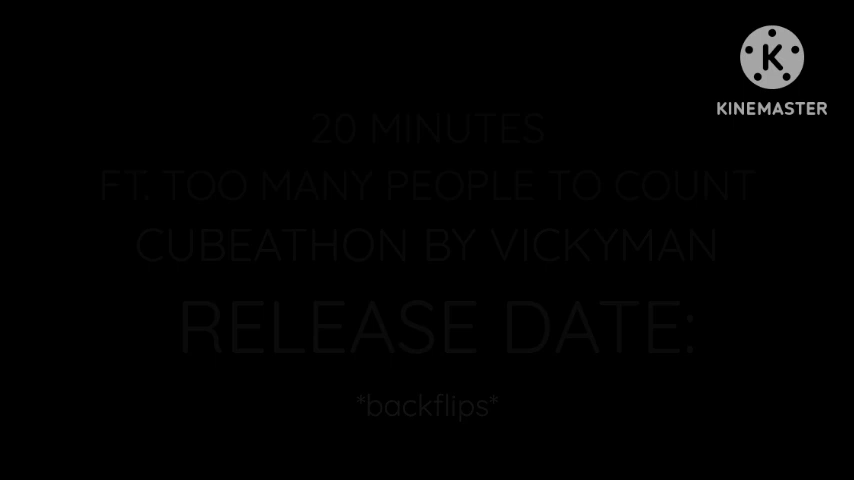 KINEMASTER
20 MINUTES
FT. TOO MANY PEOPLE TO COUNT
CUBEATHON BY VICKYMAN
RELEASE DATE:
*backflips*